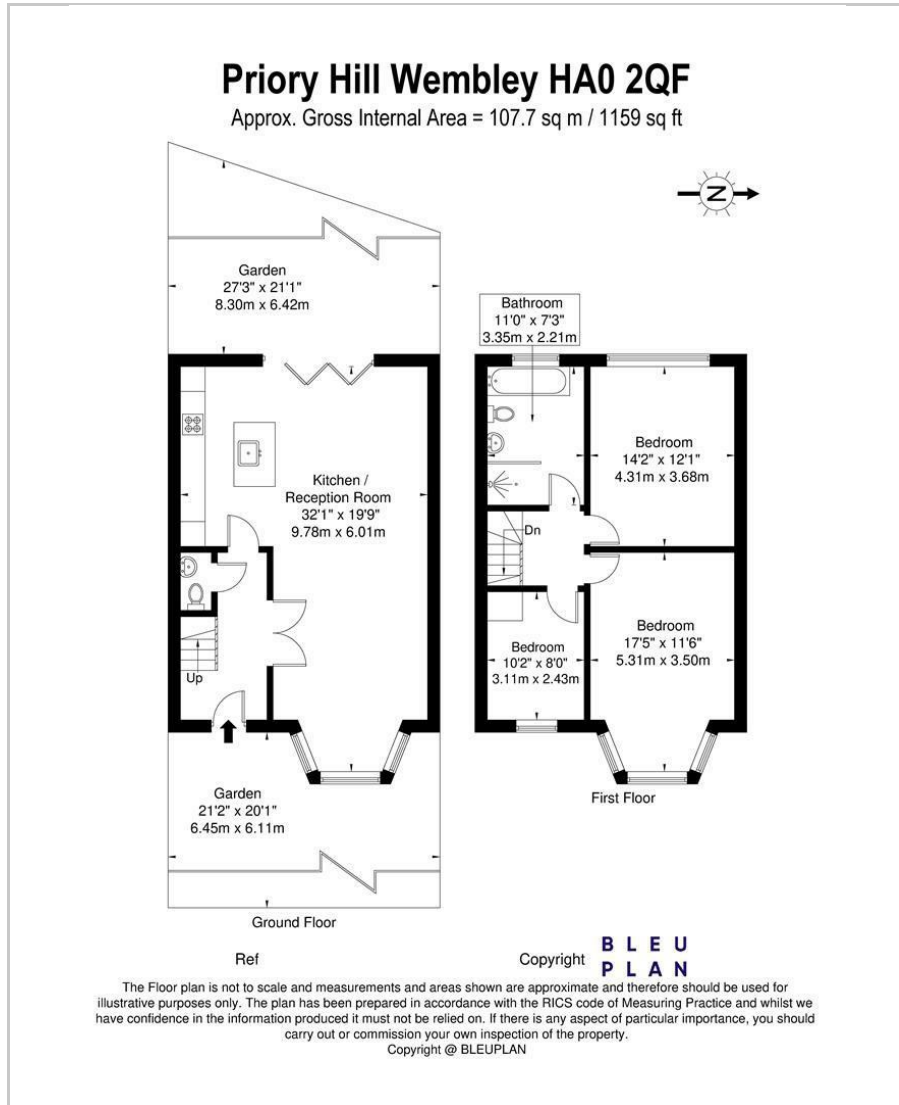 Priory Hill Wembley HA0 2QF
Approx. Gross Internal Area = 107.7 sq m / 1159 sq ft
N
Garden
27'3" x 21'1"
8.30m x 6.42m
Kitchen /
Reception Room
32'1" x 19'9"
9.78m x 6.01m
Up
Garden
21'2" x 20'1"
6.45m x 6.11m
Ground Floor
Bathroom
11'0" x 7'3"
3.35m x 2.21m
Bedroom
14'2" x 12'1"
4.31m x 3.68m
Dn
Bedroom
10'2" x 8'0"
3.11m x 2.43m
Bedroom
17'5" x 11'6"
5.31m x 3.50m
First Floor
Ref
Copyright
BLEU
PLAN
The Floor plan is not to scale and measurements and areas shown are approximate and therefore should be used for
illustrative purposes only. The plan has been prepared in accordance with the RICS code of Measuring Practice and whilst we
have confidence in the information produced it must not be relied on. If there is any aspect of particular importance, you should
carry out or commission your own inspection of the property.
Copyright @ BLEUPLAN